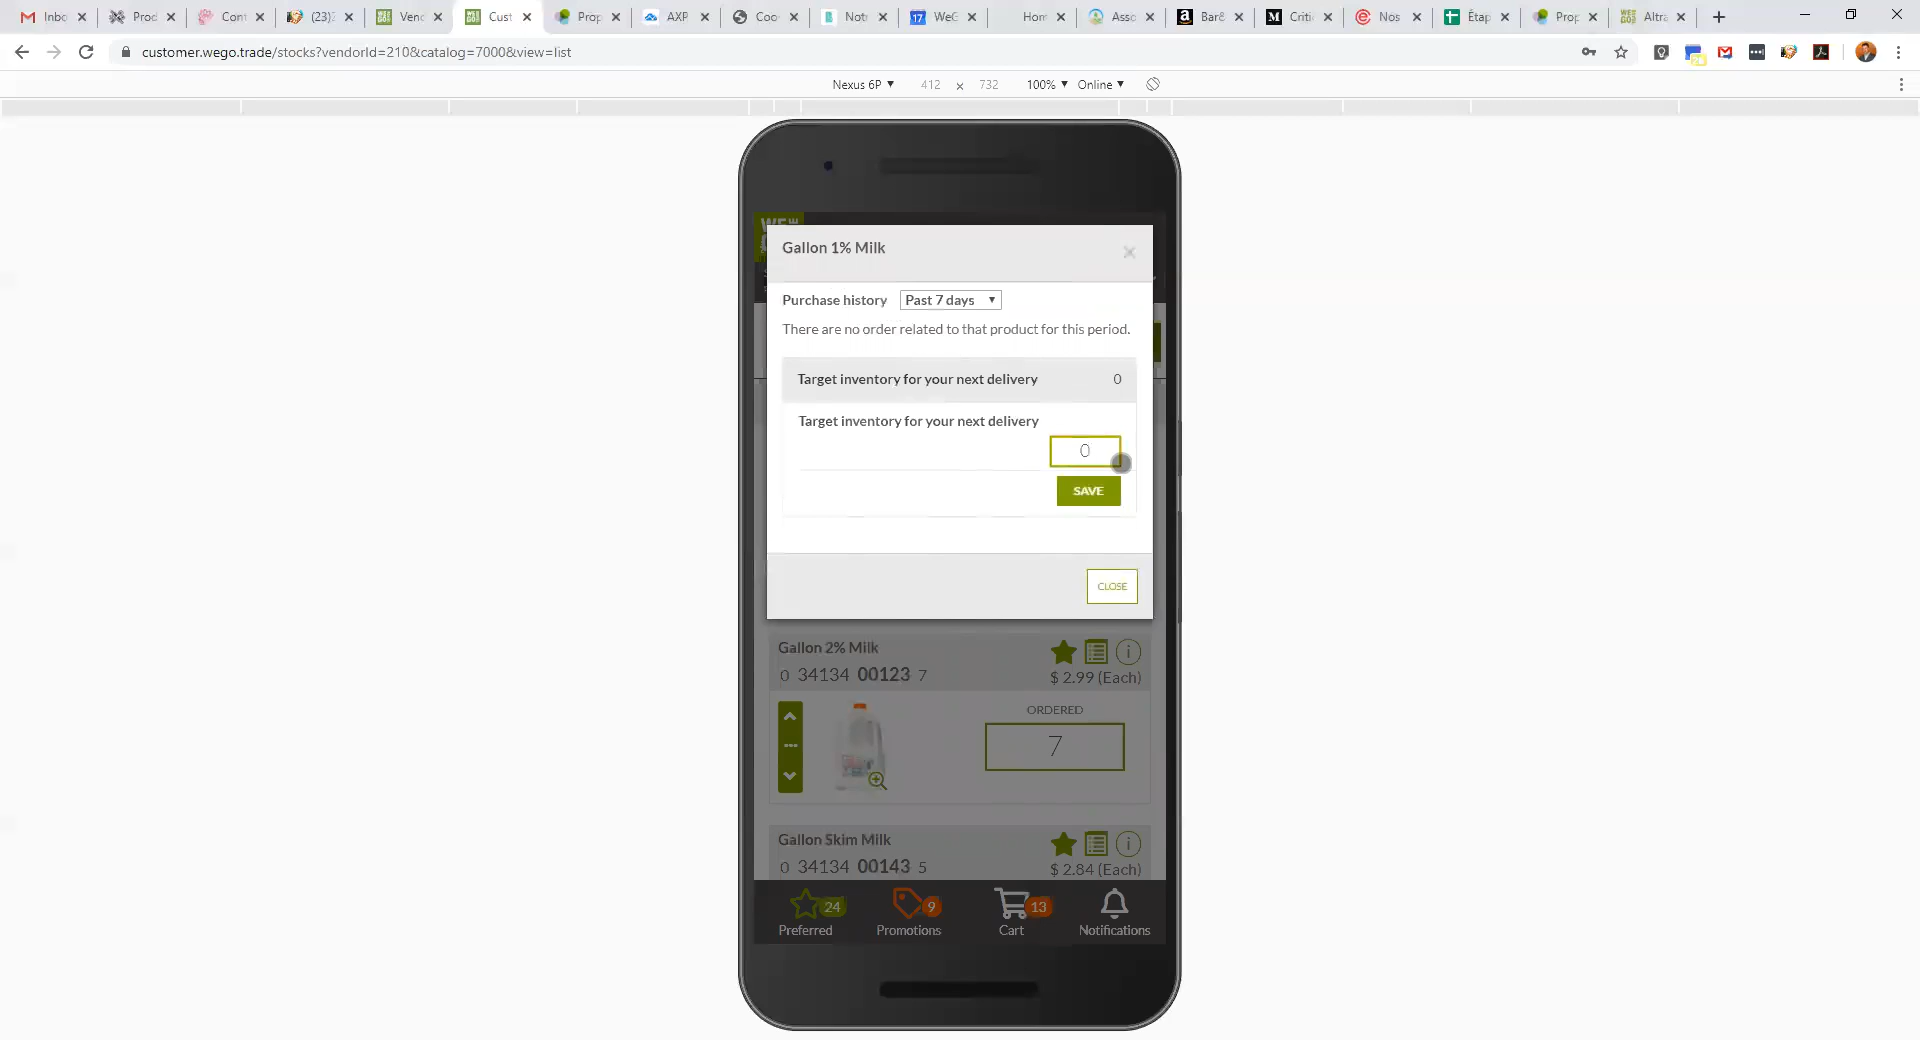 Inbo Prod Cont (23) Vend Cust Prop AXP Coo Notr WeG Hom Asso Bar& Criti Nos Étap Prop Altra
customer.wego.trade/stocks?vendorId=210&catalog=7000&view=list
Nexus 6P 412 x 732 100% Online
Gallon 1% Milk
Purchase history Past 7 days
There are no order related to that product for this period.
Target inventory for your next delivery 0
Target inventory for your next delivery
0
SAVE
CLOSE
Gallon 2% Milk
0 34134 00123 7 $ 2.99 (Each)
ORDERED
7
Gallon Skim Milk
0 34134 00143 5 $ 2.84 (Each)
24 9 13
Preferred Promotions Cart Notifications